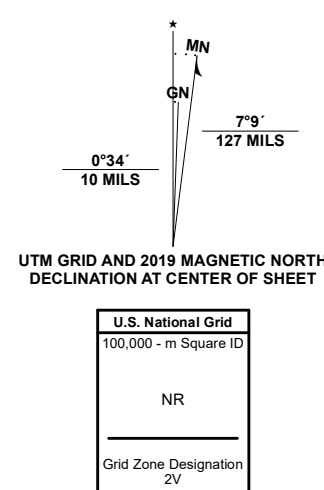 MN
GN
7°9´
127 MILS
0°34´
10 MILS
UTM GRID AND 2019 MAGNETIC NORTH
DECLINATION AT CENTER OF SHEET
U.S. National Grid
100,000 - m Square ID
NR
Grid Zone Designation
2V